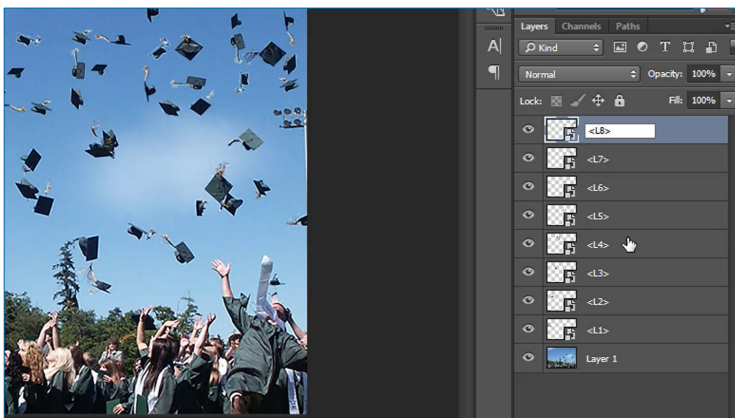 Layers Channels Paths
Kind
Normal Opacity: 100%
Lock: Fill: 100%
<L8>
<L7>
<L6>
<L5>
<L4>
<L3>
<L2>
<L1>
Layer 1